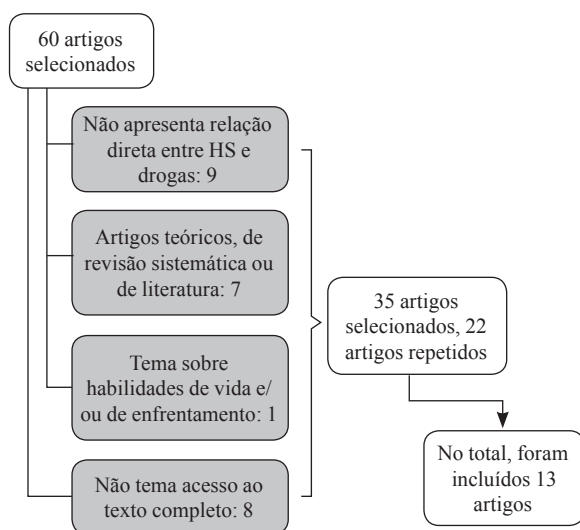 60 artigos
selecionados
Não apresenta relação
direta entre HS e
drogas: 9
Artigos teóricos, de
revisão sistemática ou
de literatura: 7
Tema sobre
habilidades de vida e/
ou de enfrentamento: 1
Não tema acesso ao
texto completo: 8
35 artigos
selecionados, 22
artigos repetidos
No total, foram
incluídos 13
artigos